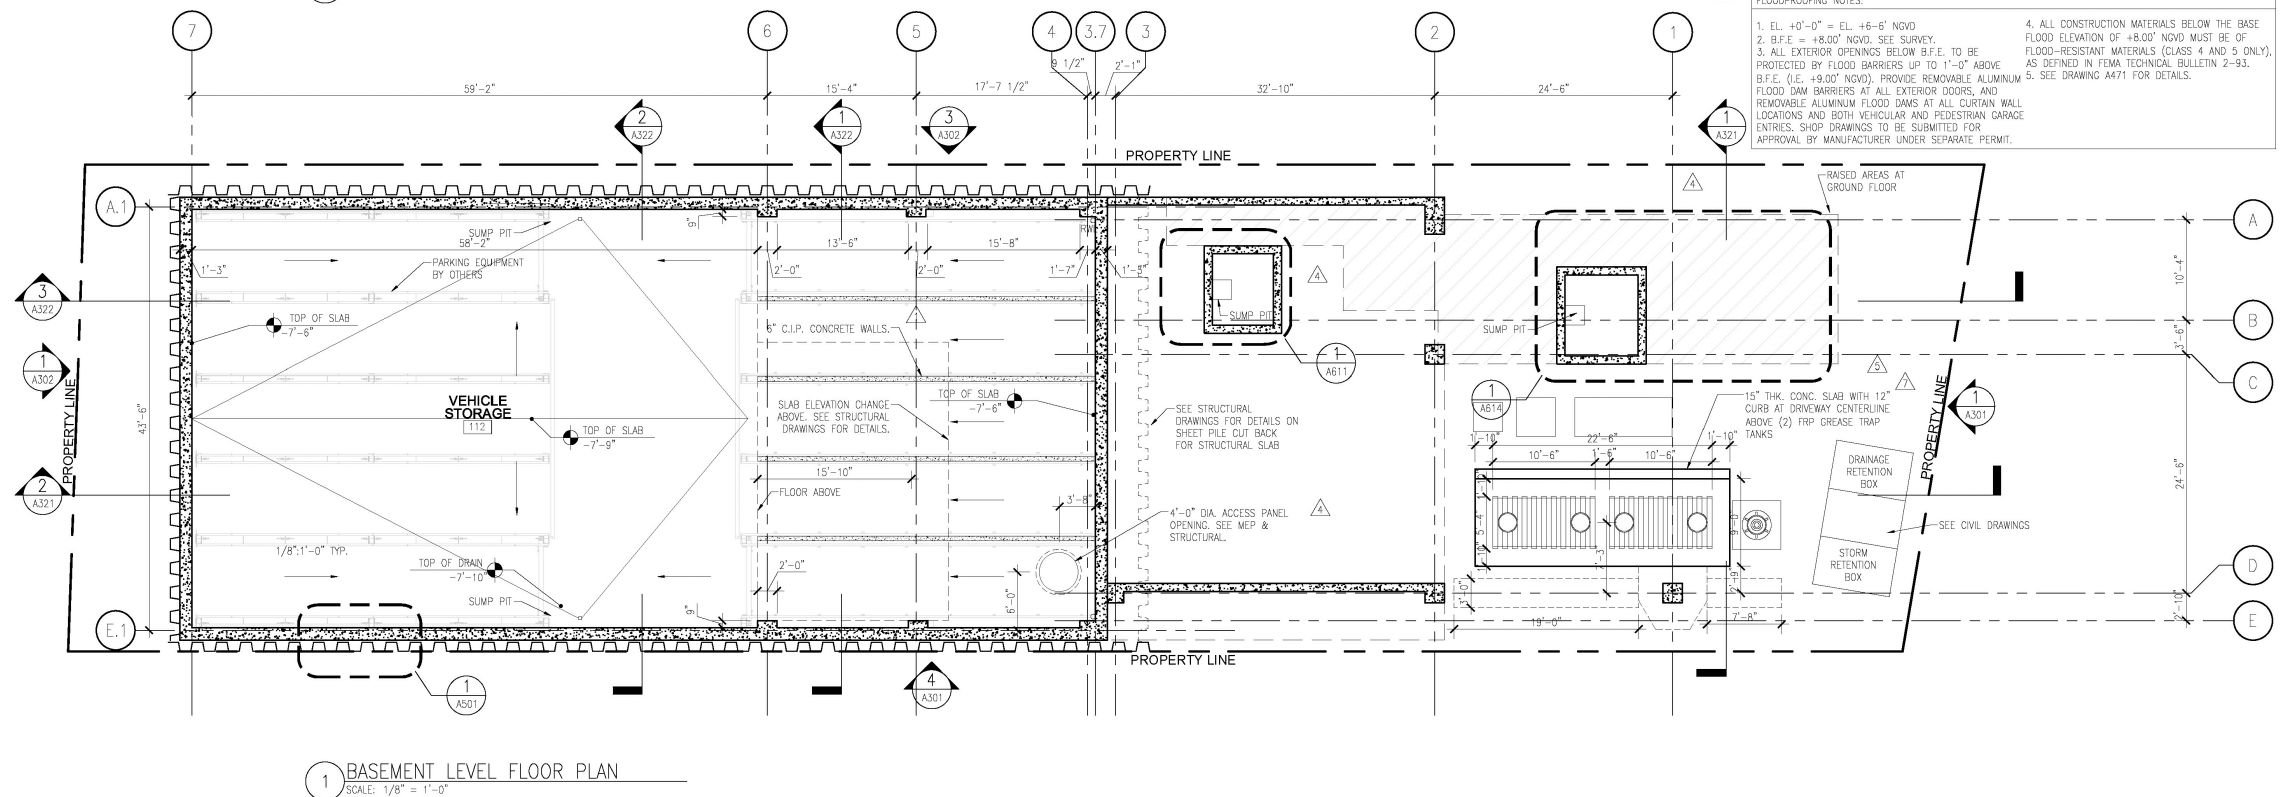 FLOODPROOFING NOTES:
1. EL. +0'-0" = EL. +6-6' NGVD
2. B.F.E = +8.00' NGVD. SEE SURVEY.
3. ALL EXTERIOR OPENINGS BELOW B.F.E. TO BE
PROTECTED BY FLOOD BARRIERS UP TO 1'-0" ABOVE
B.F.E. (I.E. +9.00' NGVD). PROVIDE REMOVABLE ALUMINUM
FLOOD DAM BARRIERS AT ALL EXTERIOR DOORS, AND
REMOVABLE ALUMINUM FLOOD DAMS AT ALL CURTAIN WALL
LOCATIONS AND BOTH VEHICULAR AND PEDESTRIAN GARAGE
ENTRIES. SHOP DRAWINGS TO BE SUBMITTED FOR
APPROVAL BY MANUFACTURER UNDER SEPARATE PERMIT.
4. ALL CONSTRUCTION MATERIALS BELOW THE BASE
FLOOD ELEVATION OF +8.00' NGVD MUST BE OF
FLOOD-RESISTANT MATERIALS (CLASS 4 AND 5 ONLY),
AS DEFINED IN FEMA TECHNICAL BULLETIN 2-93.
5. SEE DRAWING A471 FOR DETAILS.
7
6
5
4
3.7
3
2
1
59'-2"
15'-4"
17'-7 1/2"
9 1/2"
2'-1"
32'-10"
24'-6"
2
A322
1
A322
3
A302
1
A321
PROPERTY LINE
4
RAISED AREAS AT
GROUND FLOOR
A.1
A
SUMP PIT
9"
RW
58'-2"
13'-6"
15'-8"
1'-3"
PARKING EQUIPMENT
BY OTHERS
2'-0"
2'-0"
1'-7"
1'-3"
4
10'-4"
3
A322
TOP OF SLAB
-7'-6"
6" C.I.P. CONCRETE WALLS.
SUMP PIT
SUMP PIT
B
3'-6"
1
A302
1
A611
5
7
C
PROPERTY LINE
43'-6"
VEHICLE
STORAGE
112
TOP OF SLAB
-7'-9"
SLAB ELEVATION CHANGE
ABOVE. SEE STRUCTURAL
DRAWINGS FOR DETAILS.
TOP OF SLAB
-7'-6"
SEE STRUCTURAL
DRAWINGS FOR DETAILS ON
SHEET PILE CUT BACK
FOR STRUCTURAL SLAB
1
A614
15" THK. CONC. SLAB WITH 12"
CURB AT DRIVEWAY CENTERLINE
ABOVE (2) FRP GREASE TRAP
TANKS
PROPERTY LINE
1
A301
1'-10"
22'-6"
1'-10"
10'-6"
1'-6"
10'-6"
DRAINAGE
RETENTION
BOX
24'-6"
2
A321
15'-10"
FLOOR ABOVE
3'-8"
4'-0" DIA. ACCESS PANEL
OPENING. SEE MEP &
STRUCTURAL.
4
5'-4"
1'-10"
7'-3"
9'-0"
SEE CIVIL DRAWINGS
STORM
RETENTION
BOX
1/8":1'-0" TYP.
TOP OF DRAIN
-7'-10"
SUMP PIT
2'-0"
9"
6'-0"
3'-0"
2'-9"
19'-0"
7'-8"
D
2'-10"
E.1
E
PROPERTY LINE
1
A501
4
A301
1
BASEMENT LEVEL FLOOR PLAN
SCALE: 1/8" = 1'-0"